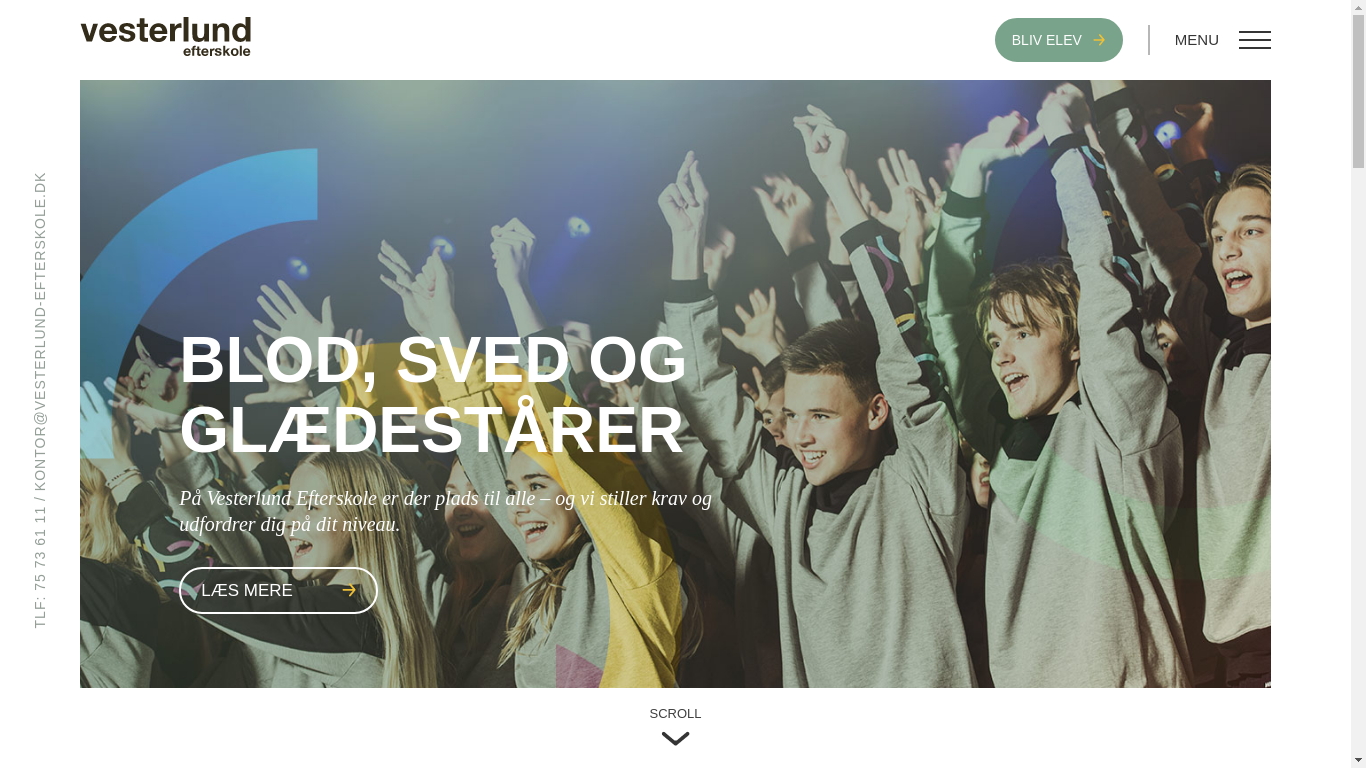 vesterlund
efterskole
BLIV ELEV
MENU
TLF: 75 73 61 11 / KONTOR@VESTERLUND-EFTERSKOLE.DK
BLOD, SVED OG
GLÆDESTÅRER
På Vesterlund Efterskole er der plads til alle – og vi stiller krav og
udfordrer dig på dit niveau.
LÆS MERE
SCROLL